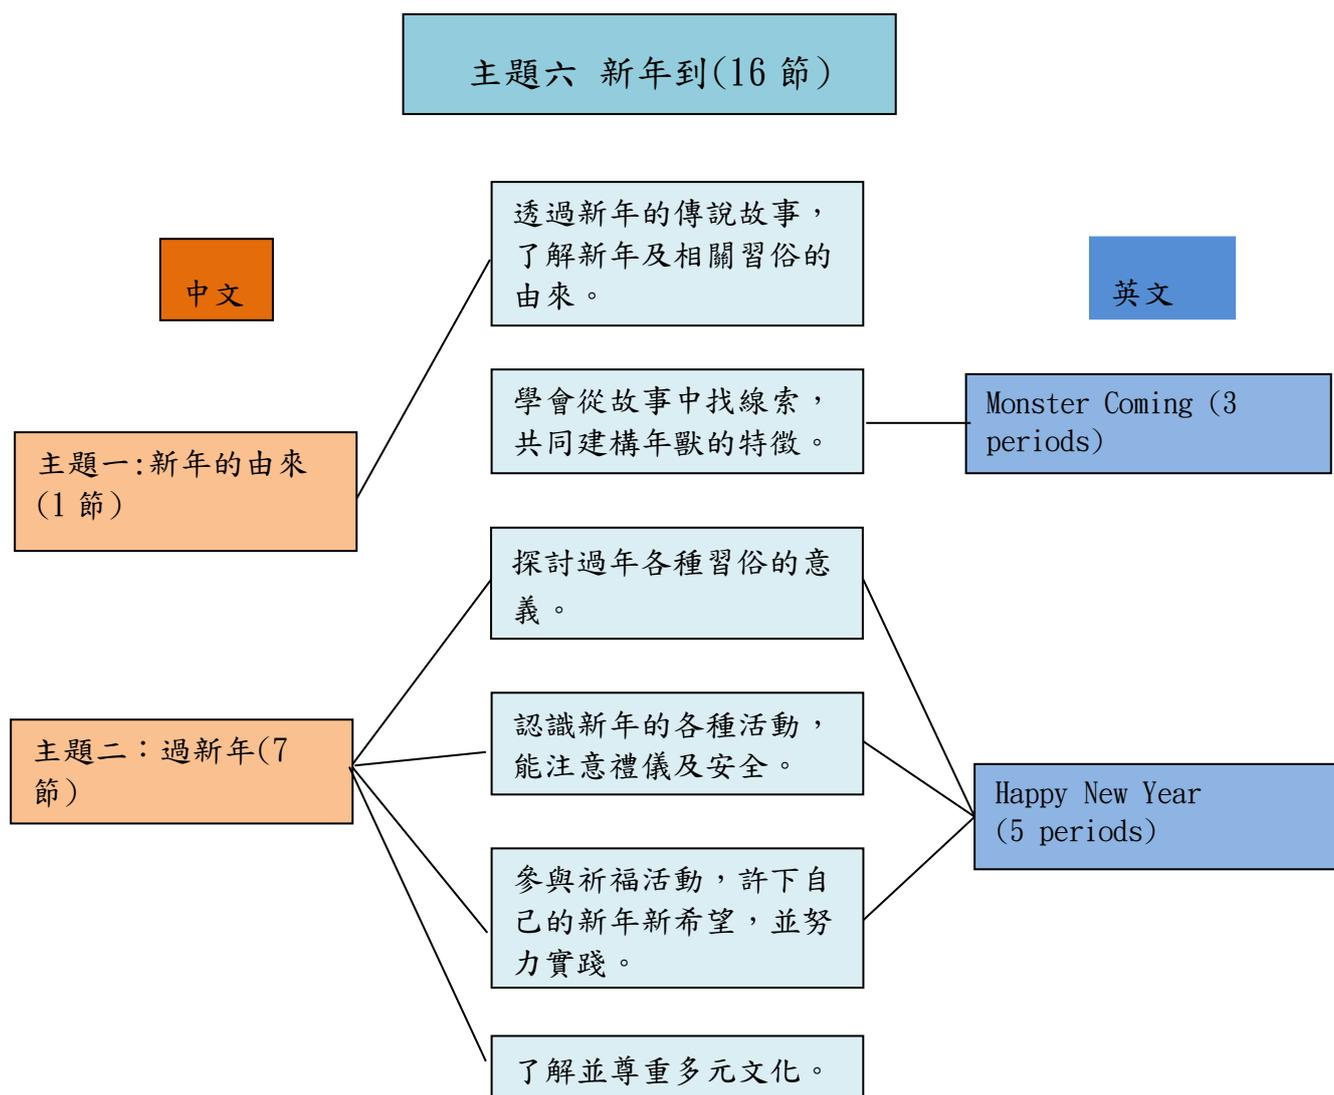 主題六 新年到(16 節)
透過新年的傳說故事，
了解新年及相關習俗的
由來。
中文
英文
學會從故事中找線索，
共同建構年獸的特徵。
Monster Coming (3
periods)
主題一:新年的由來
(1 節)
探討過年各種習俗的意
義。
認識新年的各種活動，
能注意禮儀及安全。
主題二：過新年(7
節)
Happy New Year
(5 periods)
參與祈福活動，許下自
己的新年新希望，並努
力實踐。
了解並尊重多元文化。